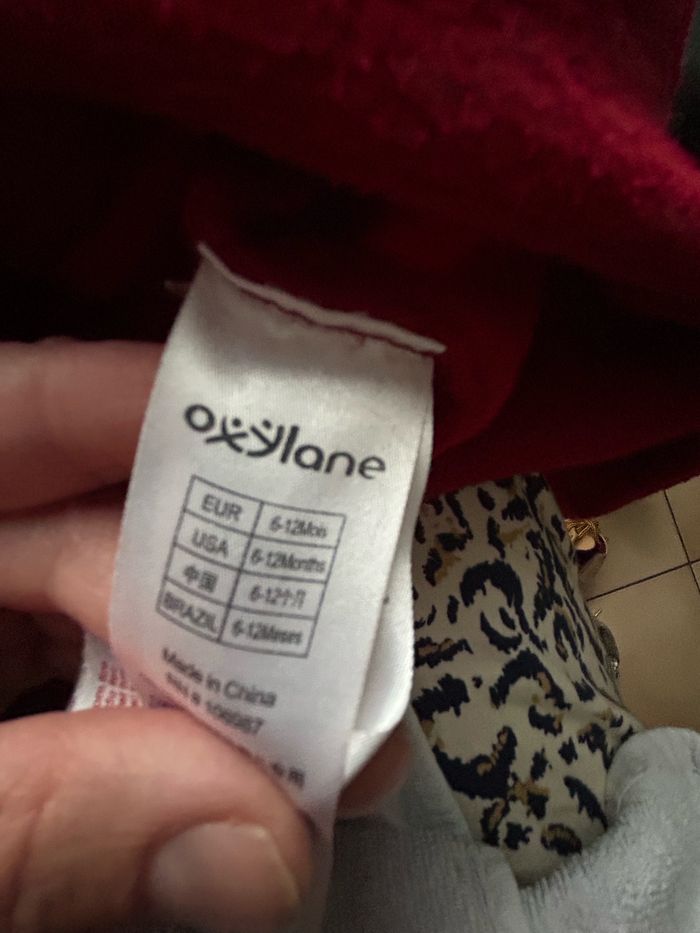 oxylane
EUR 6-12Mois
USA 6-12Months
中国 6-12个月
BRAZIL 6-12Meses
Made in China